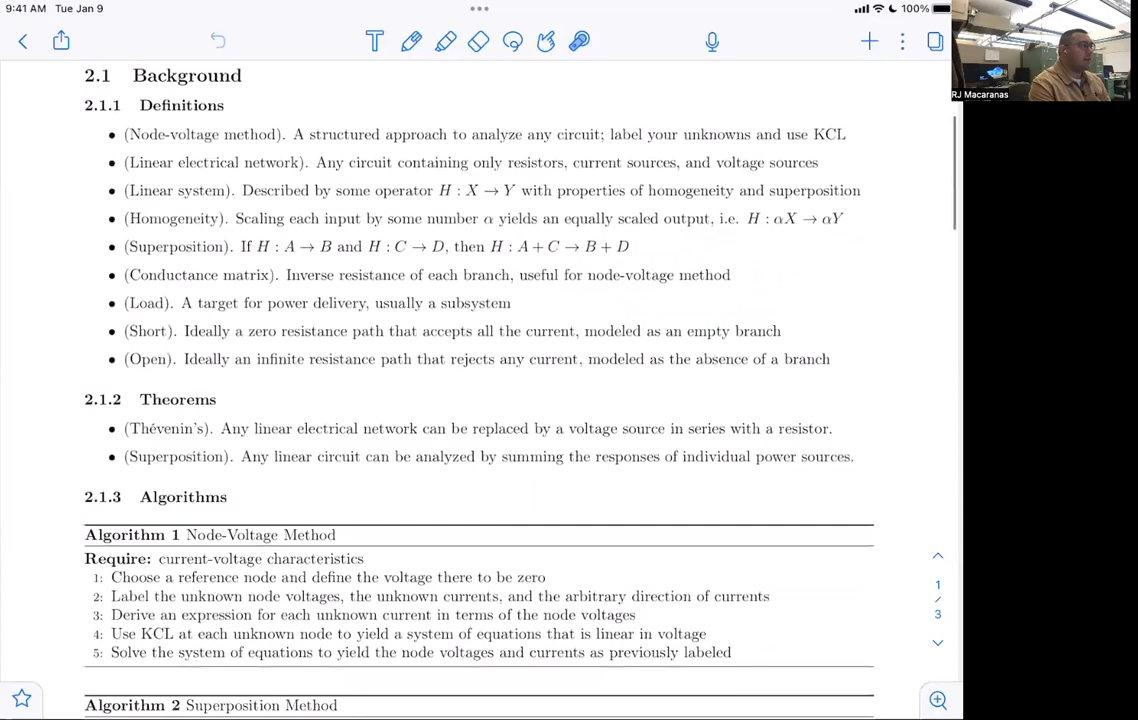 9:41 AM Tue Jan 9
100%
RJ Macaranas
2.1 Background
2.1.1 Definitions
• (Node-voltage method). A structured approach to analyze any circuit; label your unknowns and use KCL
• (Linear electrical network). Any circuit containing only resistors, current sources, and voltage sources
• (Linear system). Described by some operator H : X → Y with properties of homogeneity and superposition
• (Homogeneity). Scaling each input by some number α yields an equally scaled output, i.e. H : αX → αY
• (Superposition). If H : A → B and H : C → D, then H : A + C → B + D
• (Conductance matrix). Inverse resistance of each branch, useful for node-voltage method
• (Load). A target for power delivery, usually a subsystem
• (Short). Ideally a zero resistance path that accepts all the current, modeled as an empty branch
• (Open). Ideally an infinite resistance path that rejects any current, modeled as the absence of a branch
2.1.2 Theorems
• (Thévenin's). Any linear electrical network can be replaced by a voltage source in series with a resistor.
• (Superposition). Any linear circuit can be analyzed by summing the responses of individual power sources.
2.1.3 Algorithms
Algorithm 1 Node-Voltage Method
Require: current-voltage characteristics
1: Choose a reference node and define the voltage there to be zero
2: Label the unknown node voltages, the unknown currents, and the arbitrary direction of currents
3: Derive an expression for each unknown current in terms of the node voltages
4: Use KCL at each unknown node to yield a system of equations that is linear in voltage
5: Solve the system of equations to yield the node voltages and currents as previously labeled
1
/
3
Algorithm 2 Superposition Method